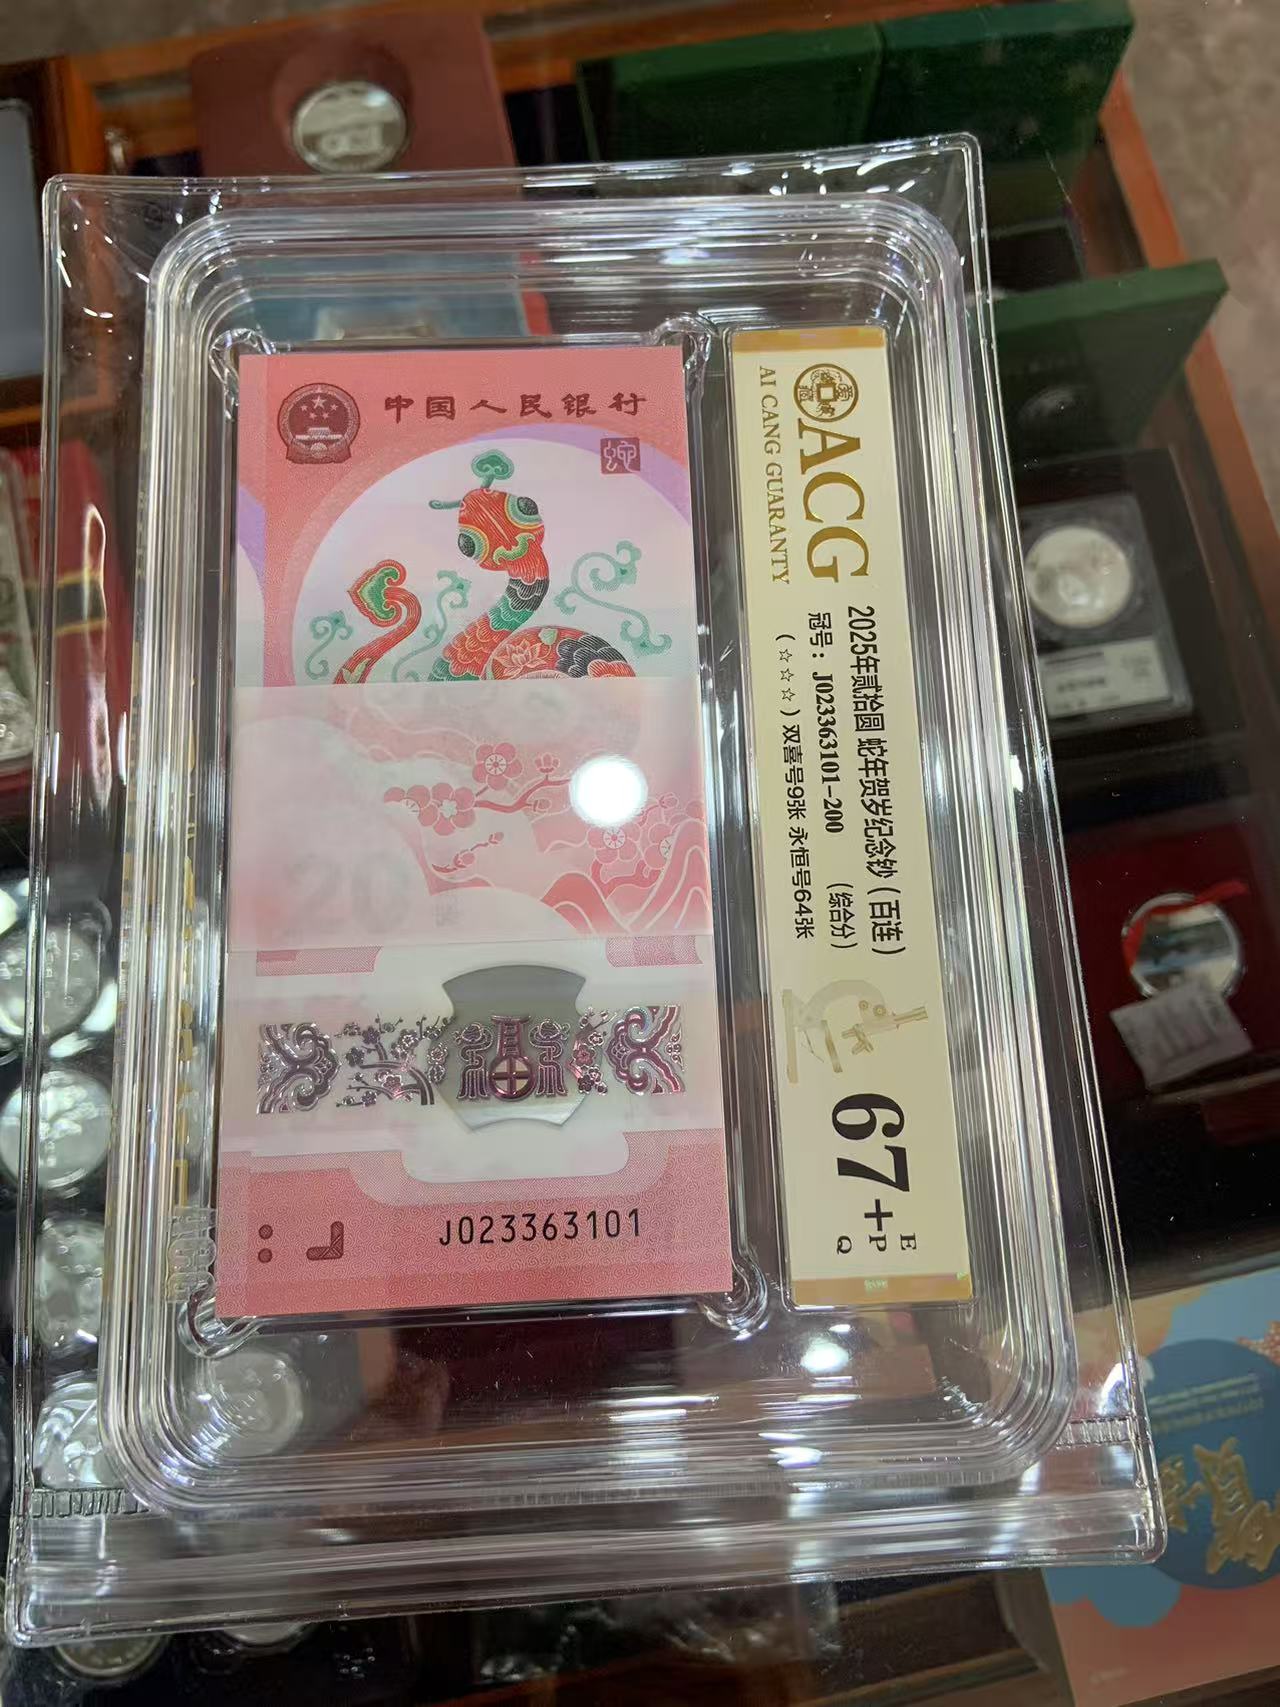 中国人民银行
蛇
J023363101
爱藏
ACG
AI CANG GUARANTY
2025年贰拾圆 蛇年贺岁纪念钞（百连）
冠号：J023363101-200 （综合分）
（☆☆☆）双喜号9张 永恒号64张
67+
E
P
Q